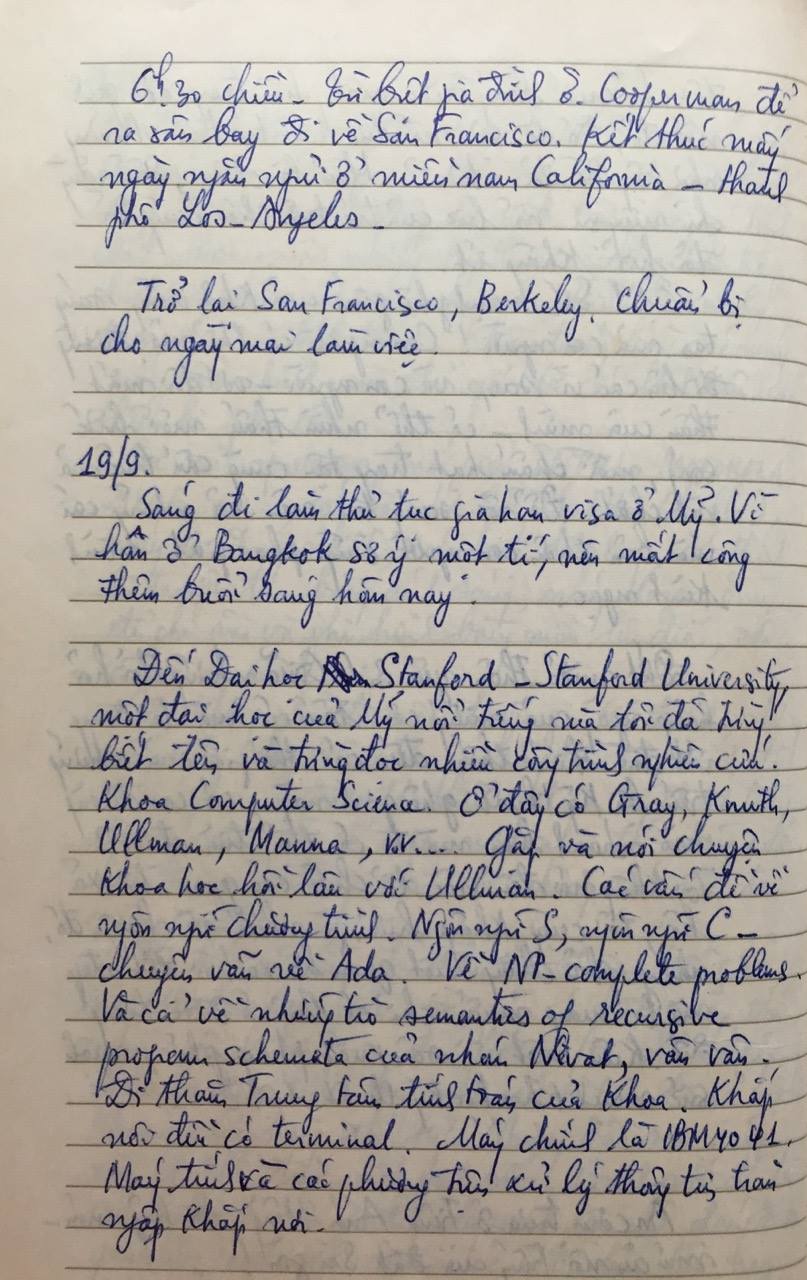 6h30 chiều - Từ biệt gia đình ô. Cooperman để
ra sân bay đi về San Francisco. Kết thúc mấy
ngày ngắn ngủi ở miền nam California – thành
phố Los-Angeles -
Trở lại San Francisco, Berkeley. Chuẩn bị
cho ngày mai làm việc.
19/9.
Sáng đi làm thủ tục gia hạn visa ở Mỹ. Vì
hôm ở Bangkok sơ ý một tí, nên mất công
thêm buổi sáng hôm nay.
Đến Đại học Stanford – Stanford University,
một đại học của Mỹ nổi tiếng mà tôi đã từng
biết tên và từng đọc nhiều công trình nghiên cứu.
Khoa Computer Science. Ở đây có Gray, Knuth,
Ullman, Manna, vv.... Gặp và nói chuyện
khoa học hồi lâu với Ullman. Các vấn đề về
ngôn ngữ chương trình. Ngôn ngữ S, ngôn ngữ C –
chuyện vãn về Ada. Về NP-complete problems.
Và cả về những trò semantics of recursive
program schemata của nhóm Nivat, vân vân.
Đi thăm Trung tâm tính toán của Khoa. Khắp
nơi đều có terminal. Máy chính là IBM 4041.
Máy tính và các phương tiện xử lý thông tin tràn
ngập khắp nơi.